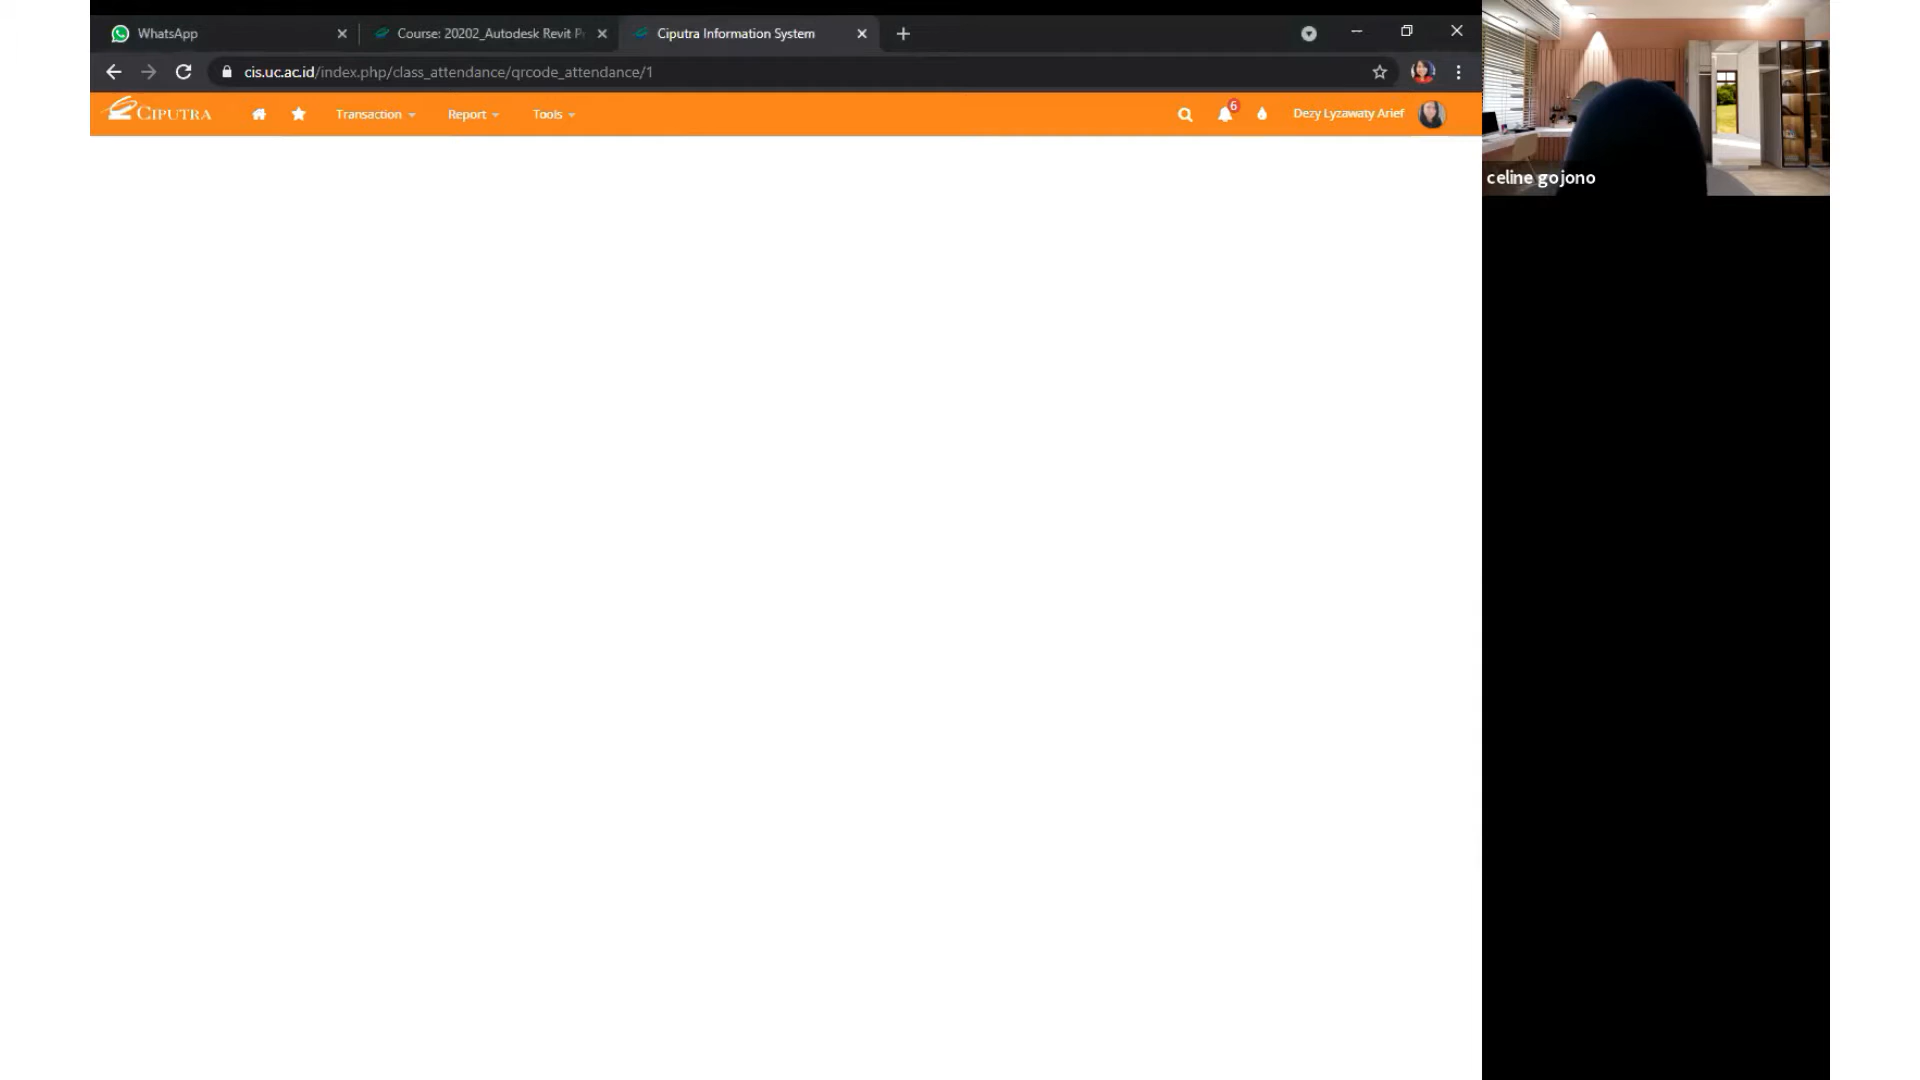 WhatsApp
Course: 20202_Autodesk Revit P
Ciputra Information System
cis.uc.ac.id/index.php/class_attendance/qrcode_attendance/1
CIPUTRA
Transaction
Report
Tools
6
Dezy Lyzawaty Arief
celine gojono